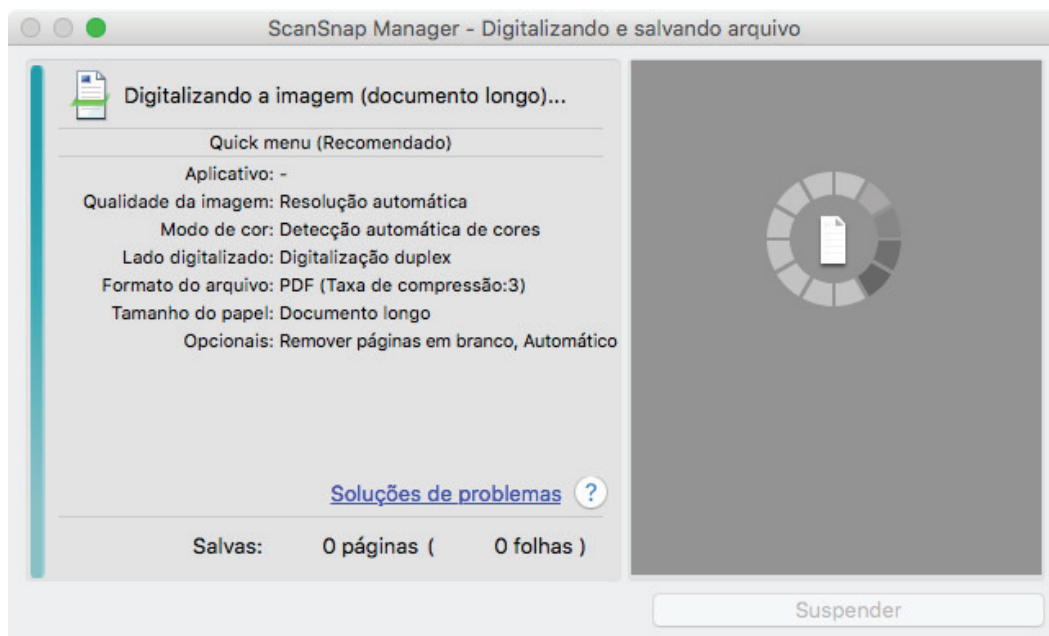 ScanSnap Manager - Digitalizando e salvando arquivo
Digitalizando a imagem (documento longo)...
Quick menu (Recomendado)
Aplicativo: -
Qualidade da imagem: Resolução automática
Modo de cor: Detecção automática de cores
Lado digitalizado: Digitalização duplex
Formato do arquivo: PDF (Taxa de compressão:3)
Tamanho do papel: Documento longo
Opcionais: Remover páginas em branco, Automático
Soluções de problemas ?
Salvas: 0 páginas ( 0 folhas )
Suspender